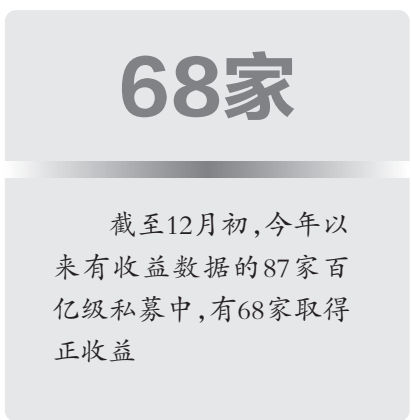 68家
截至12月初,今年以
来有收益数据的87家百
亿级私募中,有68家取得
正收益